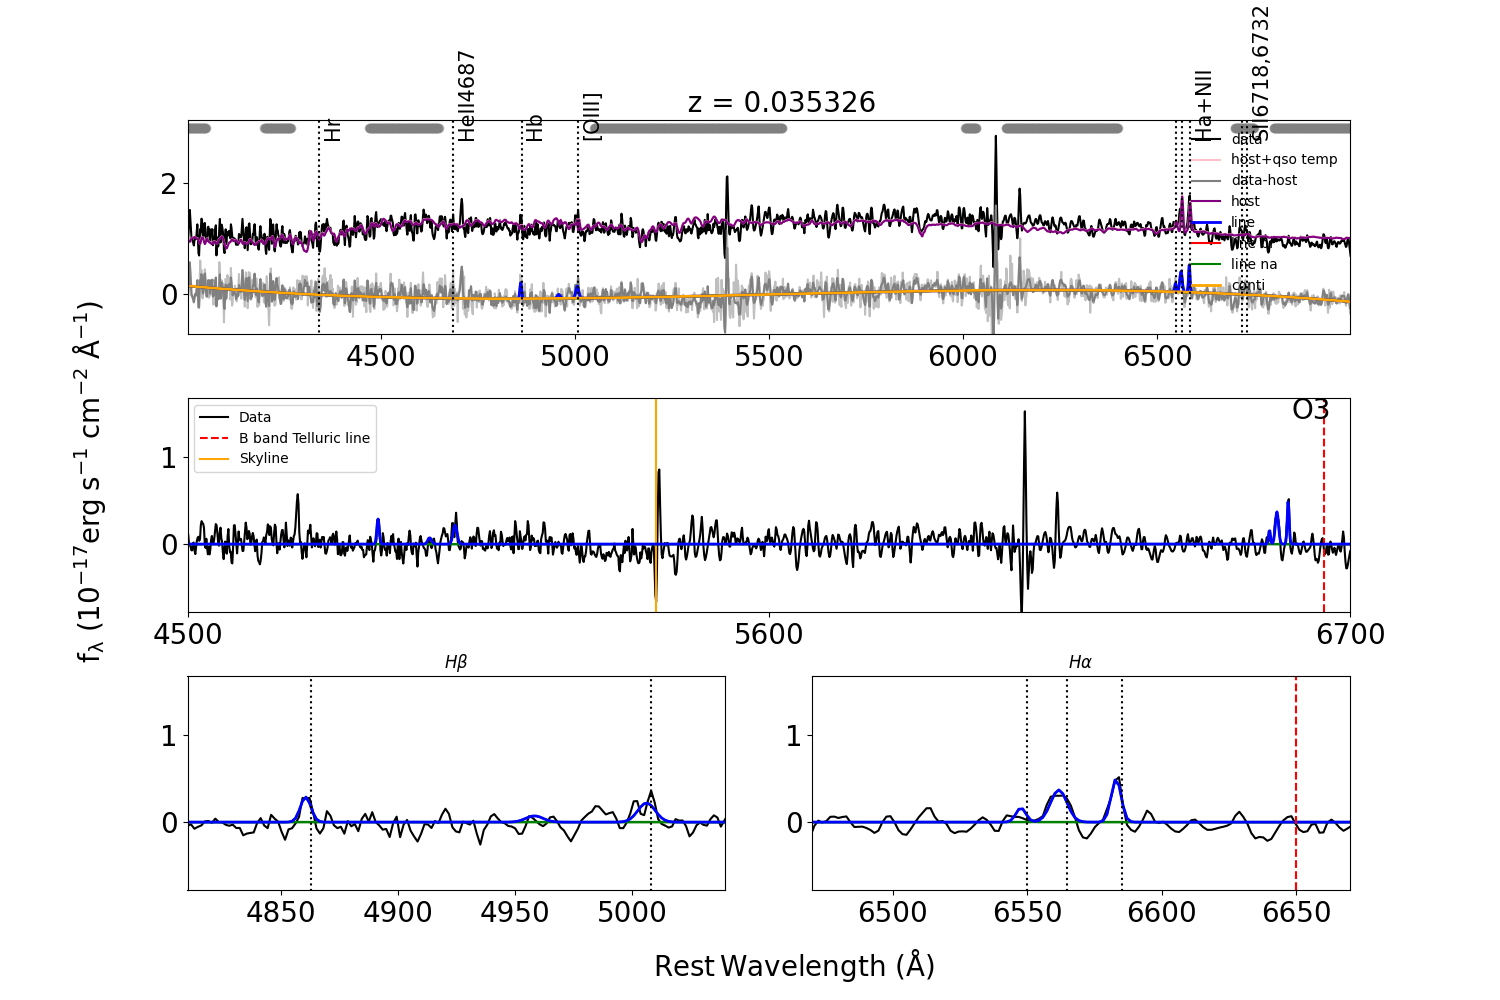 z = 0.035326
Hr
HeII4687
Hb
[OIII]
Ha+NII
SII6718,6732
data
host+qso temp
data-host
host
line
line na
conti
2
0
4500 5000 5500 6000 6500
f_λ (10^−17 erg s^−1 cm^−2 Å^−1)
Data
B band Telluric line
Skyline
O3
1
0
4500 5600 6700
Hβ
1
0
4850 4900 4950 5000
Hα
1
0
6500 6550 6600 6650
Rest Wavelength (Å)